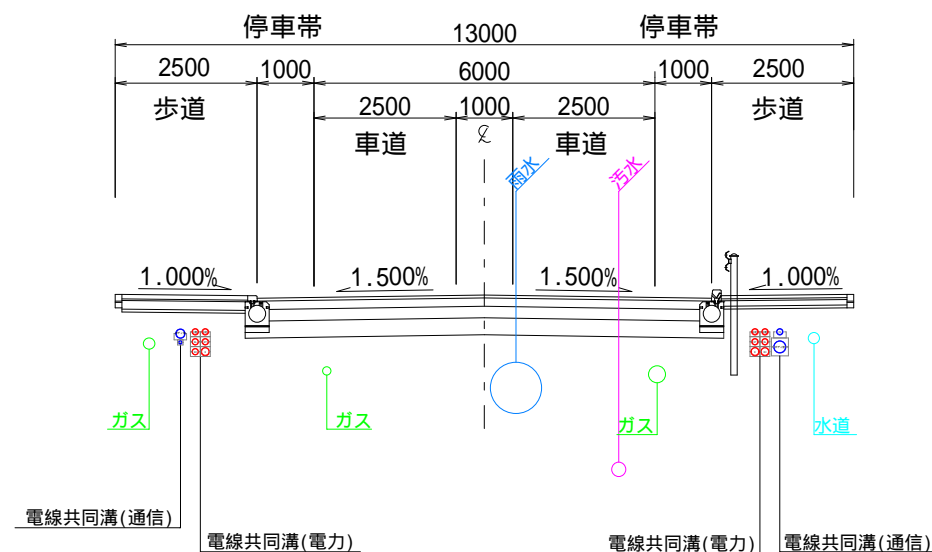 停車帯 停車帯
13000
2500 1000 6000 1000 2500
歩道 2500 1000 2500 歩道
車道 ℄ 車道
雨水 汚水
1.000% 1.500% 1.500% 1.000%
ガス ガス ガス 水道
電線共同溝(通信)
電線共同溝(電力) 電線共同溝(電力) 電線共同溝(通信)